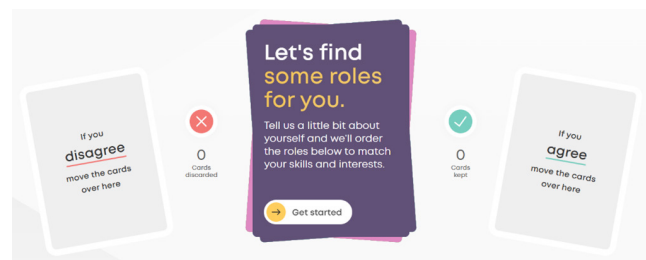 If you
disagree
move the cards
over here
0
Cards
discarded
Let's find
some roles
for you.
Tell us a little bit about
yourself and we'll order
the roles below to match
your skills and interests.
Get started
0
Cards
kept
If you
agree
move the cards
over here